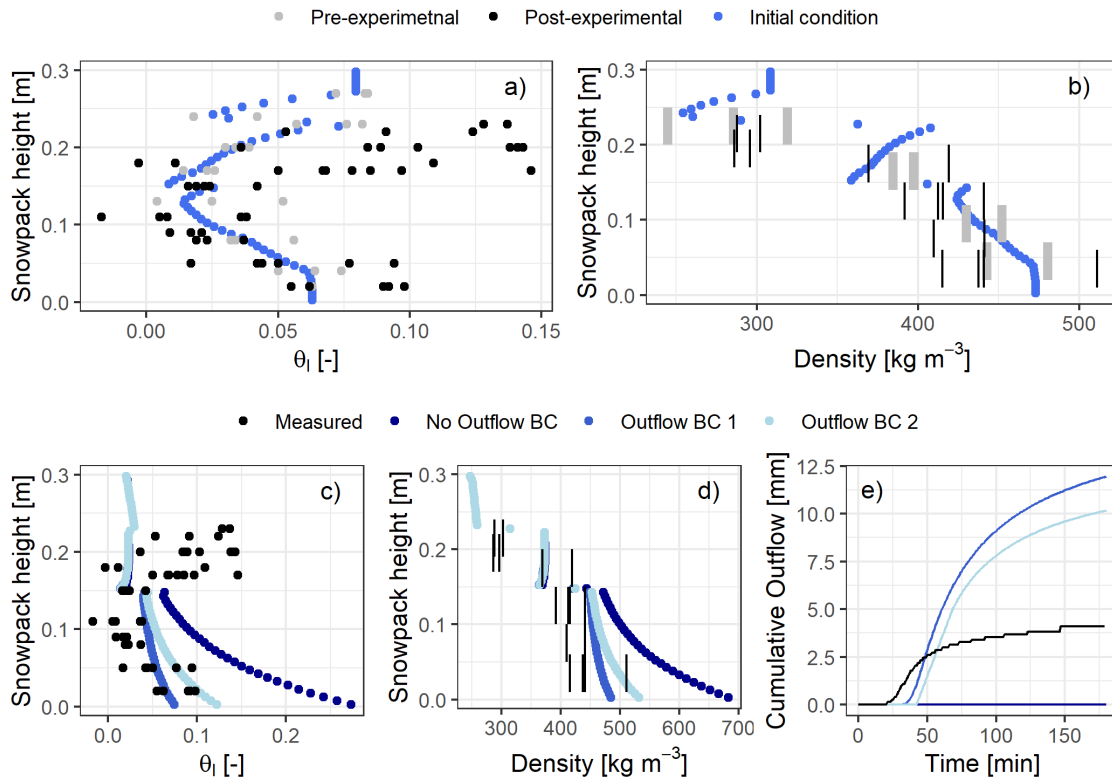 Pre-experimetnal Post-experimental Initial condition
a)
Snowpack height [m]
0.3
0.2
0.1
0.0
0.00 0.05 0.10 0.15
θl [-]
b)
Snowpack height [m]
0.3
0.2
0.1
0.0
300 400 500
Density [kg m−3]
Measured No Outflow BC Outflow BC 1 Outflow BC 2
c)
Snowpack height [m]
0.3
0.2
0.1
0.0
0.0 0.1 0.2
θl [-]
d)
Snowpack height [m]
0.3
0.2
0.1
0.0
300 400 500 600 700
Density [kg m−3]
e)
Cumulative Outflow [mm]
12.5
10.0
7.5
5.0
2.5
0.0
0 50 100 150
Time [min]